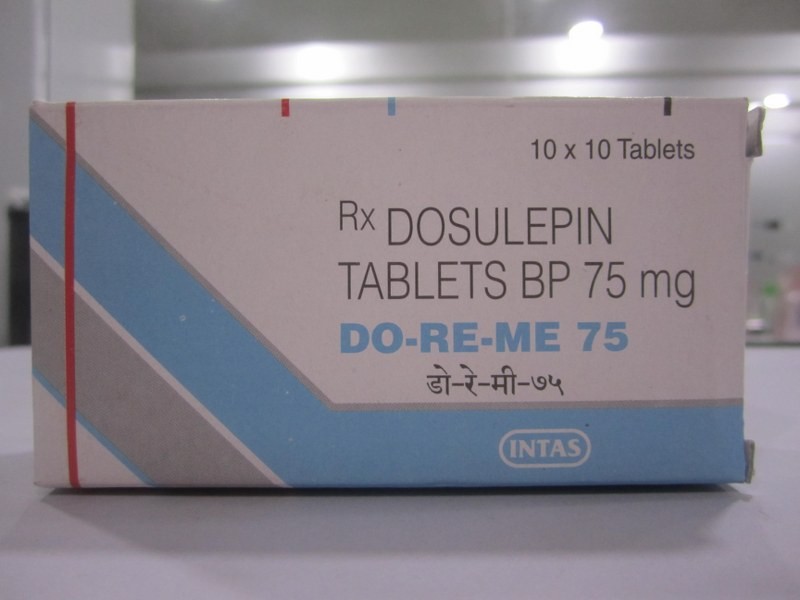 10 x 10 Tablets
Rx DOSULEPIN
TABLETS BP 75 mg
DO-RE-ME 75
डो-रे-मी-७५
INTAS